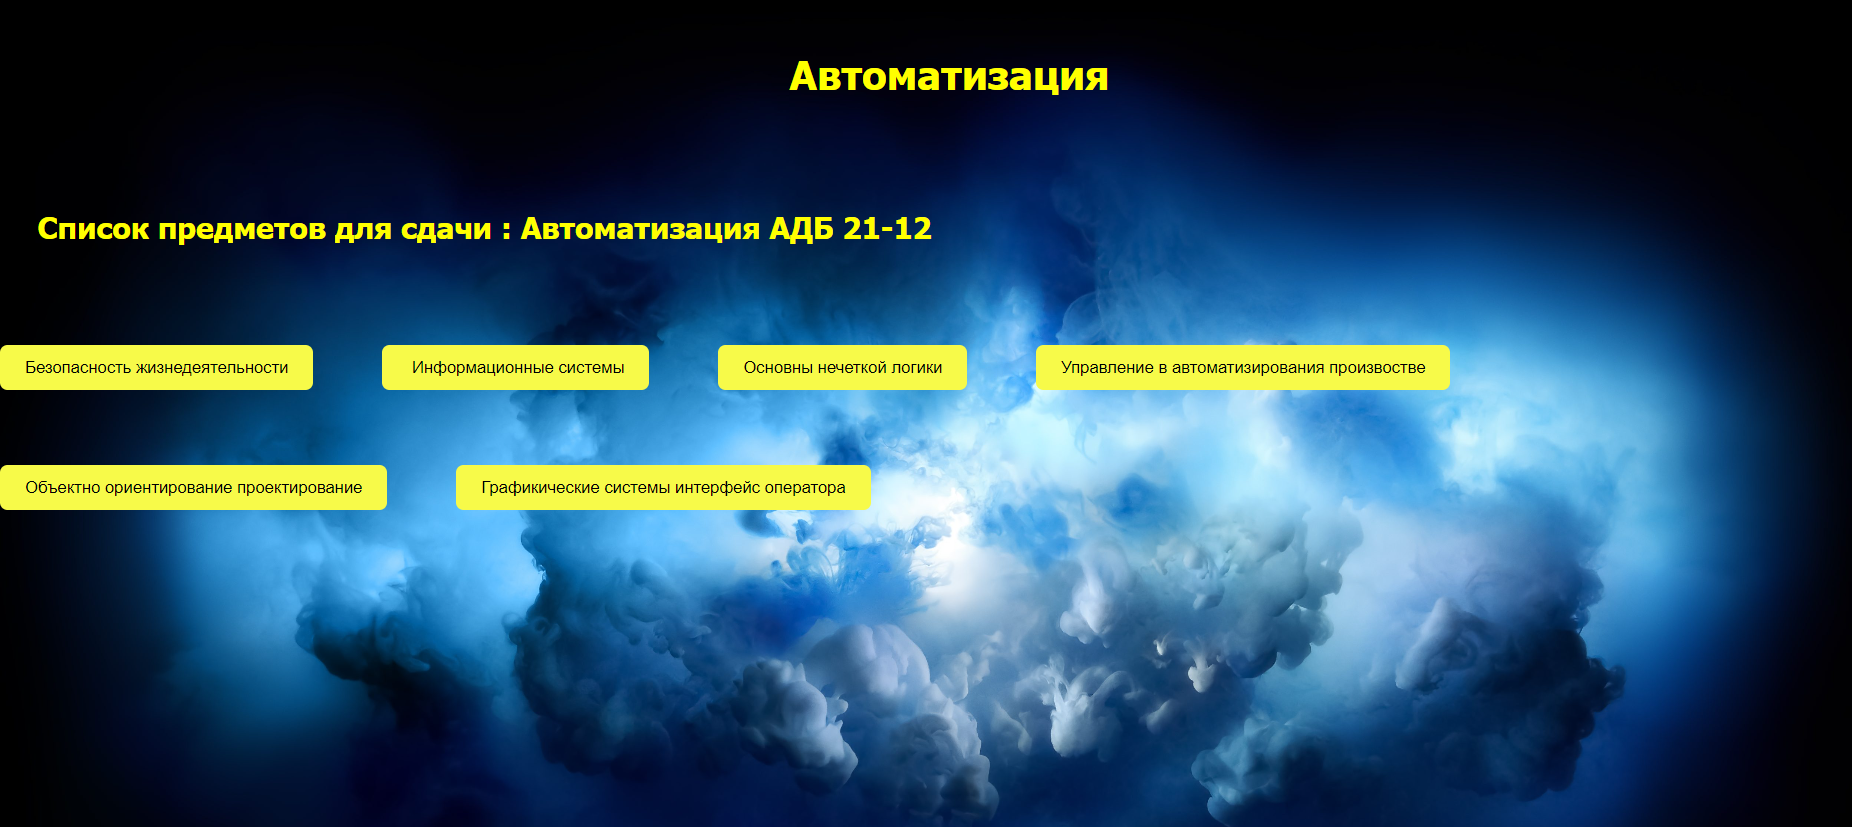 Автоматизация
Список предметов для сдачи : Автоматизация АДБ 21-12
Безопасность жизнедеятельности
Информационные системы
Основны нечеткой логики
Управление в автоматизирования произвостве
Объектно ориентирование проектирование
Графикические системы интерфейс оператора